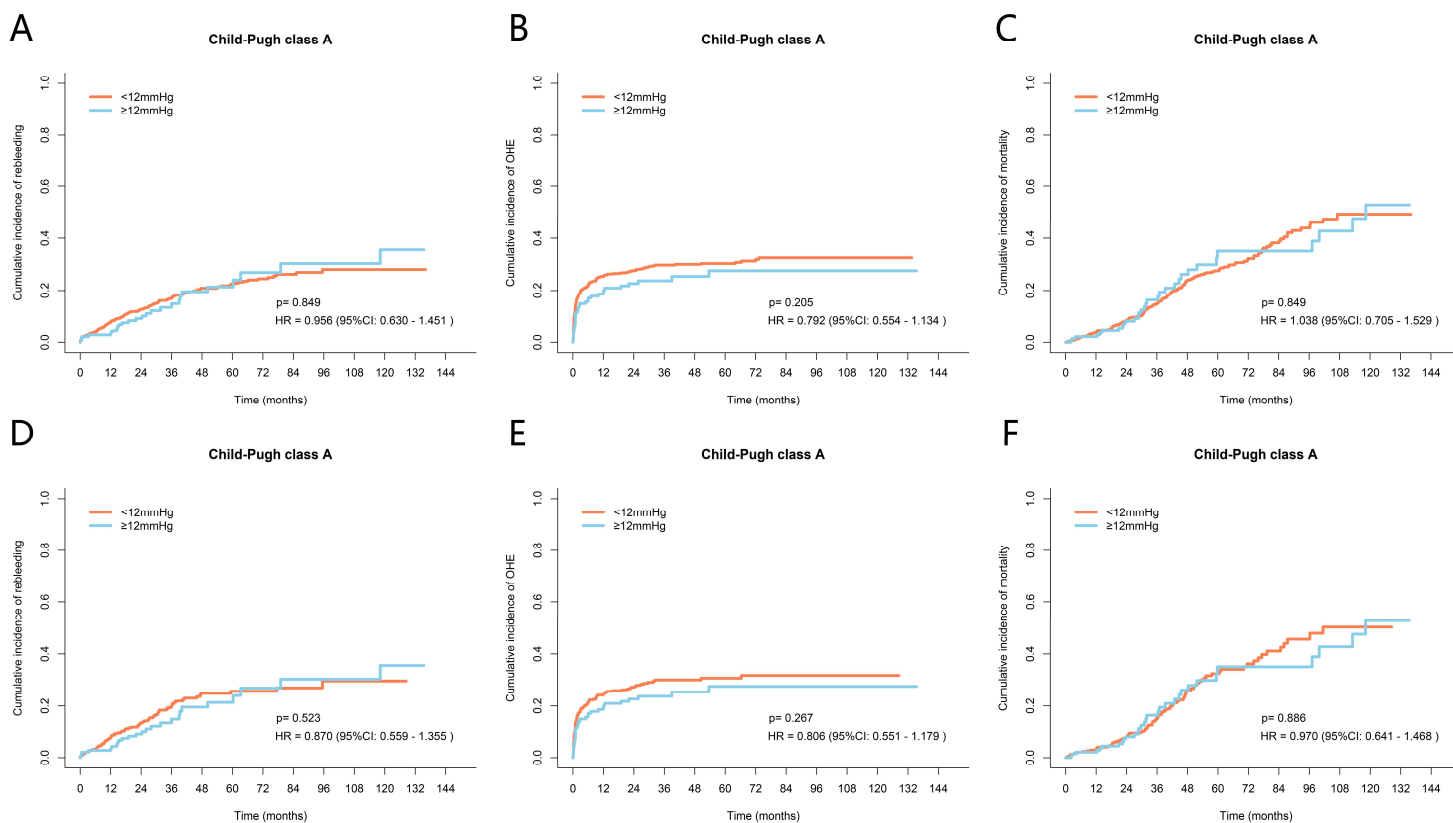 A
Child-Pugh class A
Cumulative incidence of rebleeding
1.0
0.8
0.6
0.4
0.2
0.0
<12mmHg
≥12mmHg
p= 0.849
HR = 0.956 (95%CI: 0.630 - 1.451 )
0 12 24 36 48 60 72 84 96 108 120 132 144
Time (months)
B
Child-Pugh class A
Cumulative incidence of OHE
1.0
0.8
0.6
0.4
0.2
0.0
<12mmHg
≥12mmHg
p= 0.205
HR = 0.792 (95%CI: 0.554 - 1.134 )
0 12 24 36 48 60 72 84 96 108 120 132 144
Time (months)
C
Child-Pugh class A
Cumulative incidence of mortality
1.0
0.8
0.6
0.4
0.2
0.0
<12mmHg
≥12mmHg
p= 0.849
HR = 1.038 (95%CI: 0.705 - 1.529 )
0 12 24 36 48 60 72 84 96 108 120 132 144
Time (months)
D
Child-Pugh class A
Cumulative incidence of rebleeding
1.0
0.8
0.6
0.4
0.2
0.0
<12mmHg
≥12mmHg
p= 0.523
HR = 0.870 (95%CI: 0.559 - 1.355 )
0 12 24 36 48 60 72 84 96 108 120 132 144
Time (months)
E
Child-Pugh class A
Cumulative incidence of OHE
1.0
0.8
0.6
0.4
0.2
0.0
<12mmHg
≥12mmHg
p= 0.267
HR = 0.806 (95%CI: 0.551 - 1.179 )
0 12 24 36 48 60 72 84 96 108 120 132 144
Time (months)
F
Child-Pugh class A
Cumulative incidence of mortality
1.0
0.8
0.6
0.4
0.2
0.0
<12mmHg
≥12mmHg
p= 0.886
HR = 0.970 (95%CI: 0.641 - 1.468 )
0 12 24 36 48 60 72 84 96 108 120 132 144
Time (months)